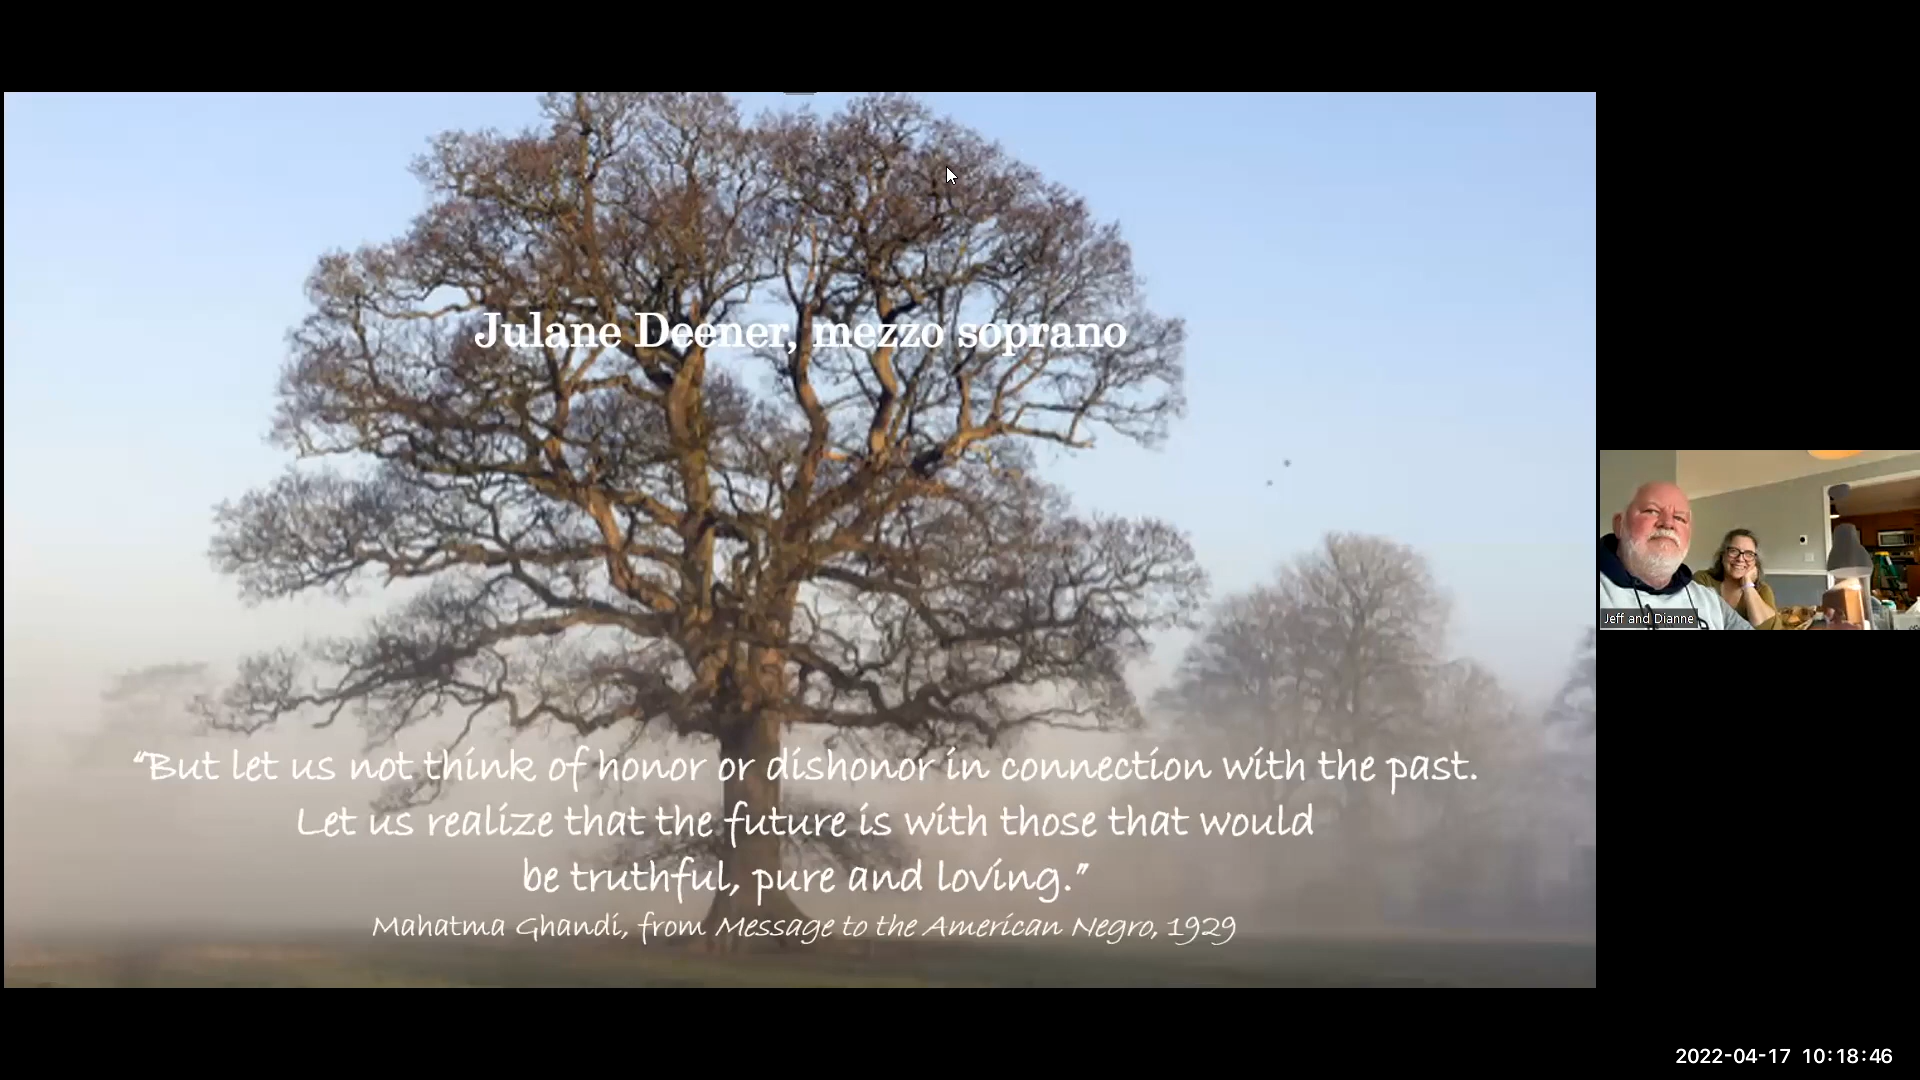 Julane Deener, mezzo soprano
“But let us not think of honor or dishonor in connection with the past.
Let us realize that the future is with those that would
be truthful, pure and loving.”
Mahatma Ghandi, from Message to the American Negro, 1929
Jeff and Dianne
2022-04-17 10:18:46